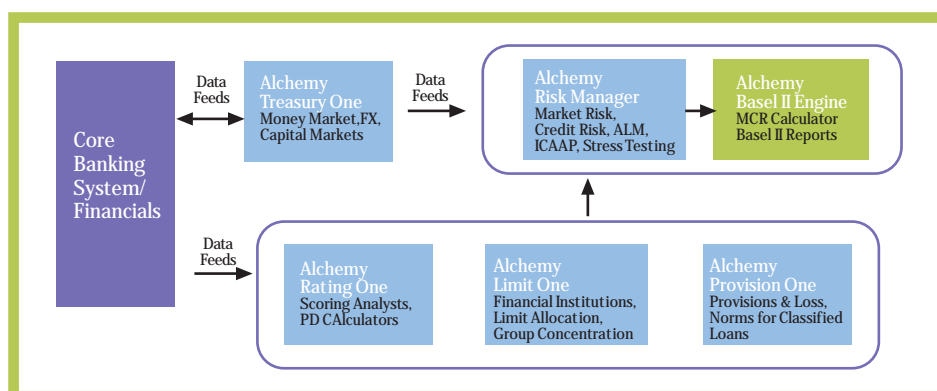 Core
Banking
System/
Financials
Data
Feeds
Alchemy
Treasury One
Money Market,FX,
Capital Markets
Data
Feeds
Alchemy
Risk Manager
Market Risk,
Credit Risk, ALM,
ICAAP, Stress Testing
Alchemy
Basel II Engine
MCR Calculator
Basel II Reports
Data
Feeds
Alchemy
Rating One
Scoring Analysts,
PD CAlculators
Alchemy
Limit One
Financial Institutions,
Limit Allocation,
Group Concentration
Alchemy
Provision One
Provisions & Loss,
Norms for Classified
Loans